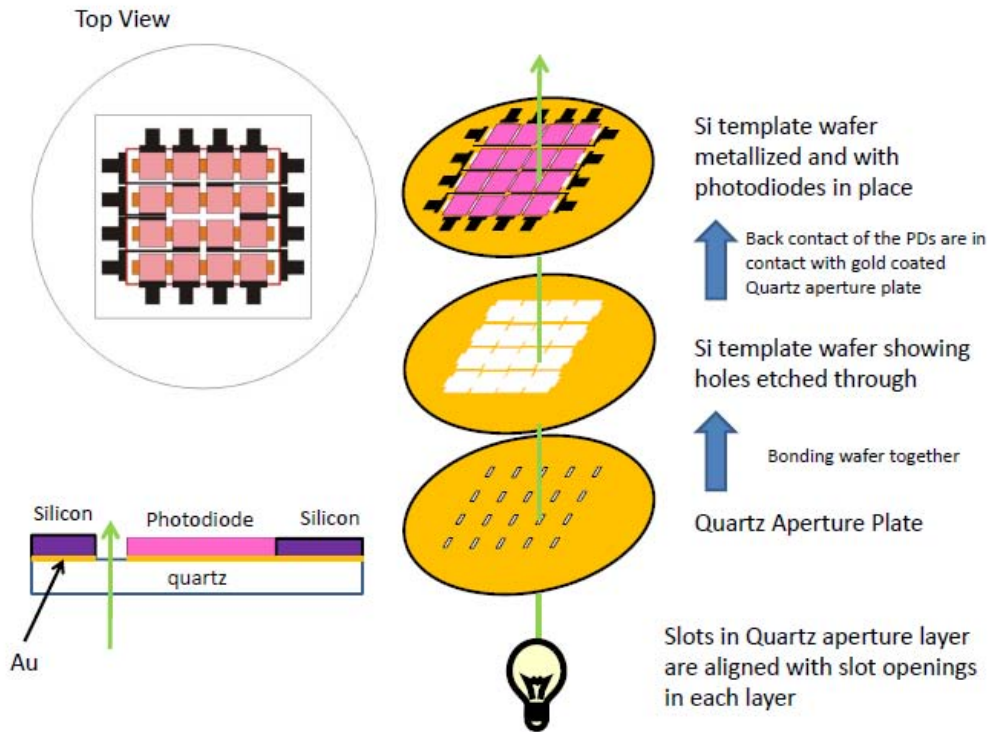 Top View
Si template wafer
metallized and with
photodiodes in place
Back contact of the PDs are in
contact with gold coated
Quartz aperture plate
Si template wafer showing
holes etched through
Bonding wafer together
Quartz Aperture Plate
Silicon
Photodiode
Silicon
quartz
Au
Slots in Quartz aperture layer
are aligned with slot openings
in each layer